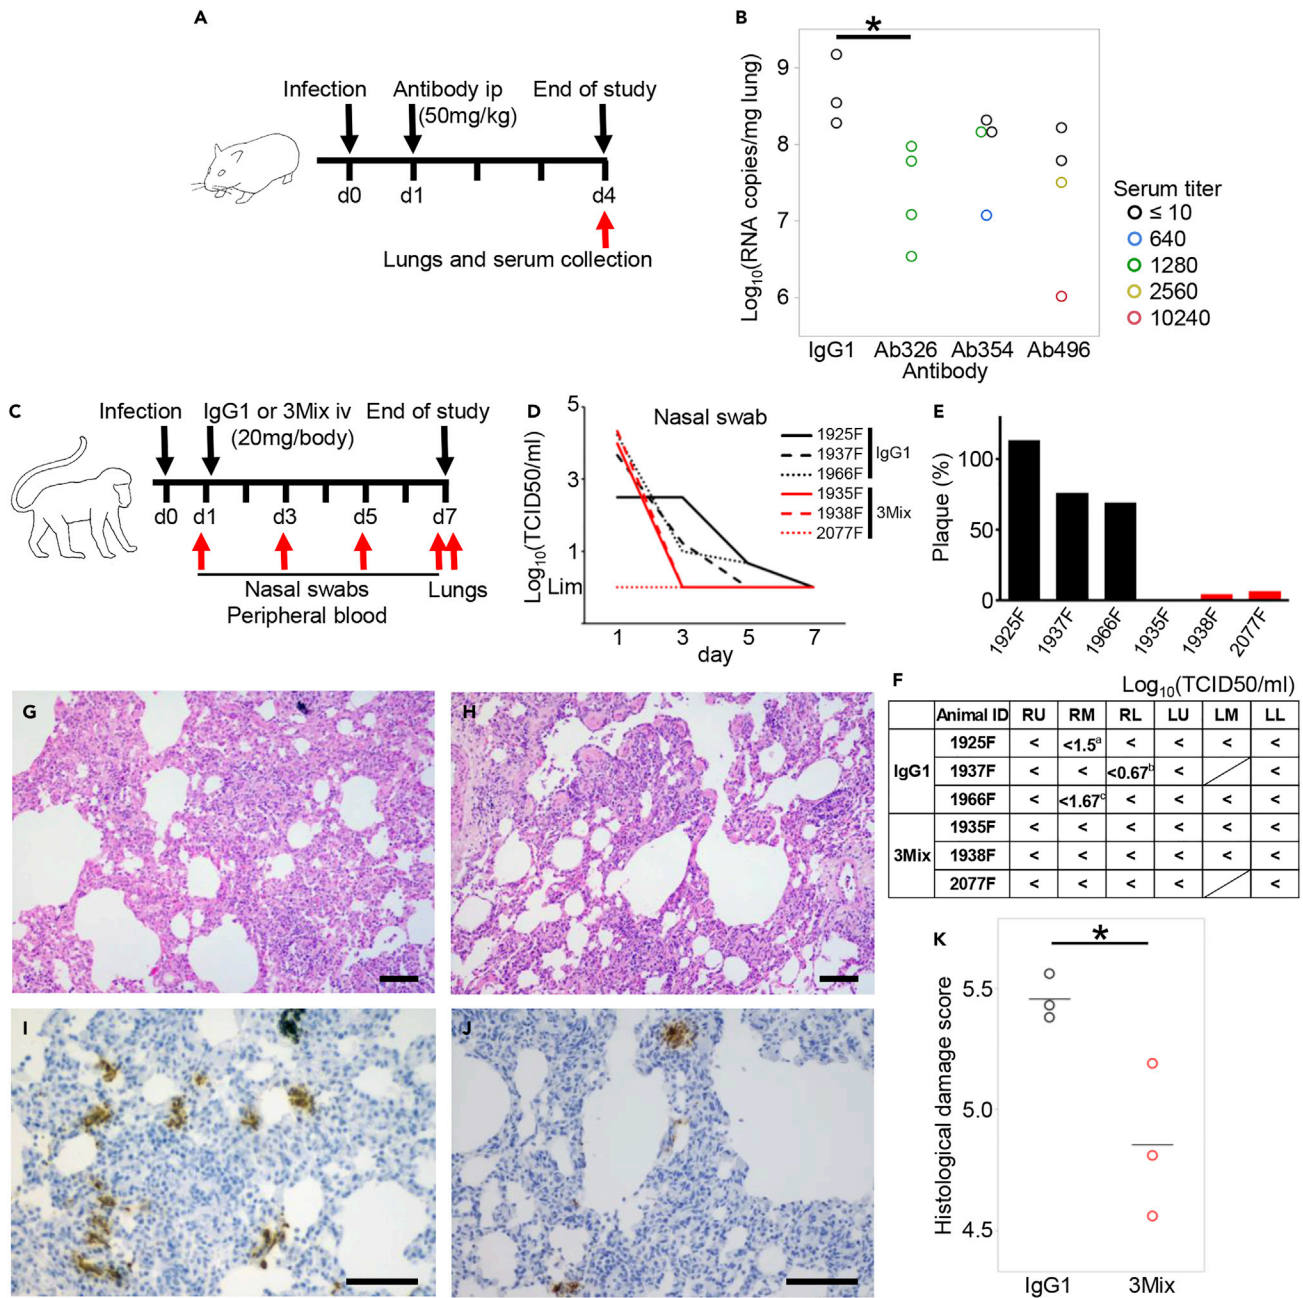 A
Infection
Antibody ip
(50mg/kg)
End of study
d0
d1
d4
Lungs and serum collection
B
*
Log10(RNA copies/mg lung)
9
8
7
6
IgG1
Ab326
Ab354
Ab496
Antibody
Serum titer
≤ 10
640
1280
2560
10240
C
Infection
IgG1 or 3Mix iv
(20mg/body)
End of study
d0
d1
d3
d5
d7
Nasal swabs
Peripheral blood
Lungs
D
Nasal swab
Log10(TCID50/ml)
5
3
1
Lim
1
3
5
7
day
1925F
1937F
1966F
IgG1
1935F
1938F
2077F
3Mix
E
Plaque (%)
100
50
0
1925F
1937F
1966F
1935F
1938F
2077F
F
Log10(TCID50/ml)
Animal ID RU RM RL LU LM LL
IgG1
1925F < <1.5a < < < <
1937F < < <0.67b < <
1966F < <1.67c < < < <
3Mix
1935F < < < < < <
1938F < < < < < <
2077F < < < < <
G
H
I
J
K
*
Histological damage score
5.5
5.0
4.5
IgG1
3Mix